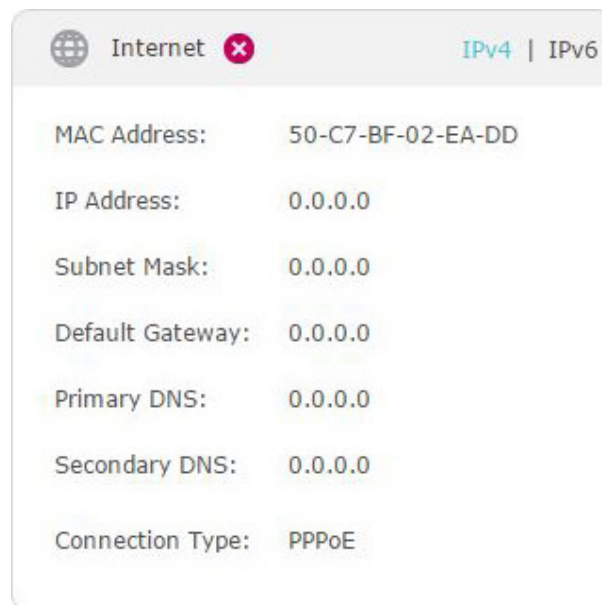 Internet IPv4 | IPv6
MAC Address: 50-C7-BF-02-EA-DD
IP Address: 0.0.0.0
Subnet Mask: 0.0.0.0
Default Gateway: 0.0.0.0
Primary DNS: 0.0.0.0
Secondary DNS: 0.0.0.0
Connection Type: PPPoE